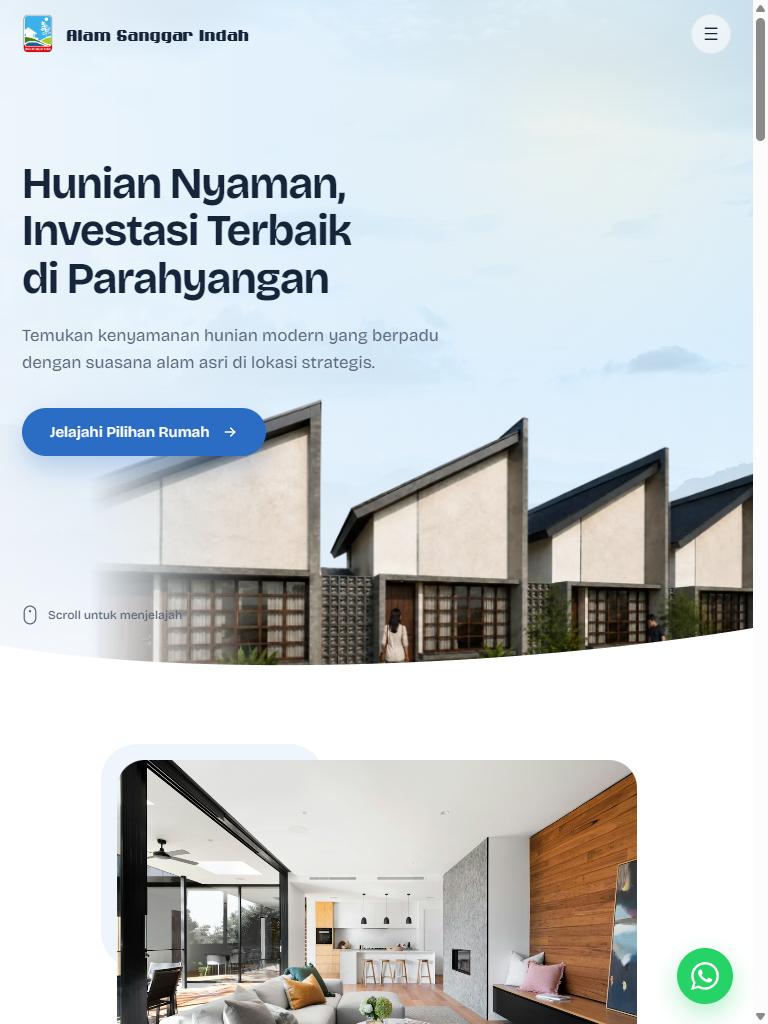 Alam Sanggar Indah
Hunian Nyaman,
Investasi Terbaik
di Parahyangan
Temukan kenyamanan hunian modern yang berpadu
dengan suasana alam asri di lokasi strategis.
Jelajahi Pilihan Rumah
Scroll untuk menjelajah